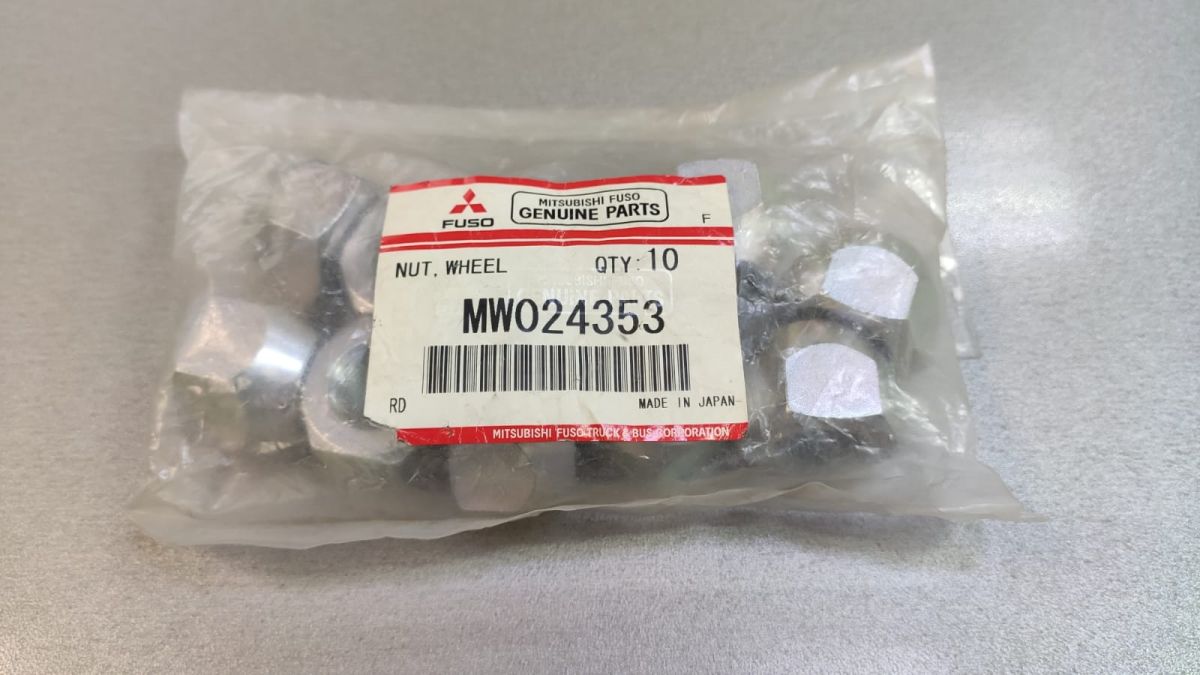 FUSO
MITSUBISHI FUSO
GENUINE PARTS
F
NUT, WHEEL
QTY: 10
MW024353
RD
MADE IN JAPAN
MITSUBISHI FUSO TRUCK & BUS CORPORATION